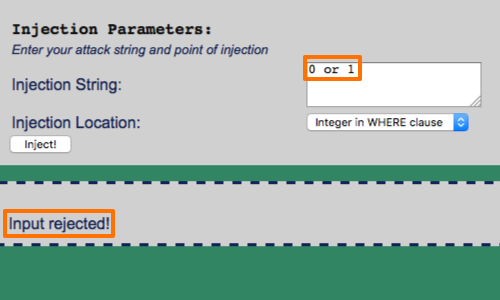 Injection Parameters:
Enter your attack string and point of injection
Injection String:
0 or 1
Injection Location:
Integer in WHERE clause
Inject!
Input rejected!